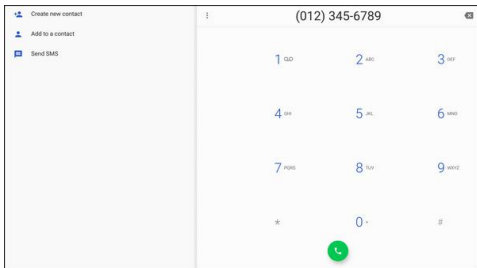 Create new contact
Add to a contact
Send SMS
(012) 345-6789
1
2 ABC
3 DEF
4 GHI
5 JKL
6 MNO
7 PQRS
8 TUV
9 WXYZ
* 0 + #